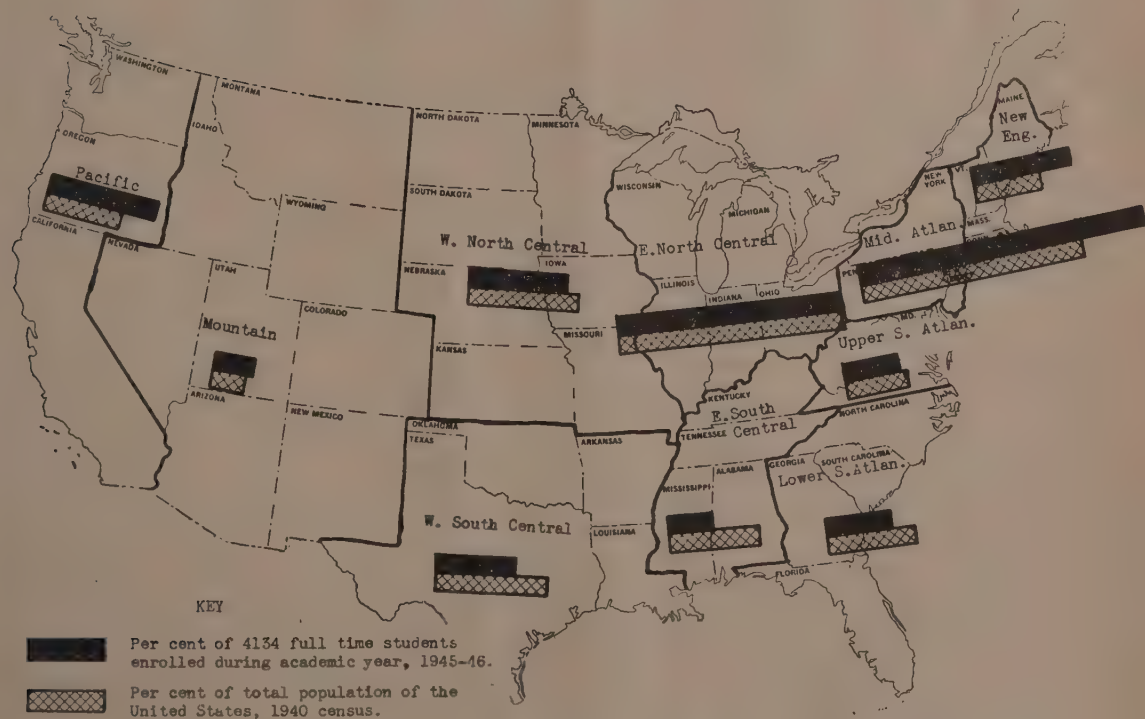 WASHINGTON
MONTANA
NORTH DAKOTA
MINNESOTA
MAINE
New
Eng.
IDAHO
OREGON
Pacific
SOUTH DAKOTA
WISCONSIN
MICHIGAN
NEW
YORK
VT.
WYOMING
CALIFORNIA
NEVADA
W. North Central
E. North Central
Mid. Atlan.
MASS.
UTAH
NEBRASKA
IOWA
ILLINOIS
INDIANA
OHIO
COLORADO
Mountain
MISSOURI
MD.
Upper S. Atlan.
KANSAS
ARIZONA
NEW MEXICO
KENTUCKY
E. South
Central
NORTH CAROLINA
OKLAHOMA
TEXAS
ARKANSAS
TENNESSEE
MISSISSIPPI
ALABAMA
GEORGIA
SOUTH CAROLINA
Lower S. Atlan.
W. South Central
LOUISIANA
FLORIDA
KEY
Per cent of 4134 full time students
enrolled during academic year, 1945-46.
Per cent of total population of the
United States, 1940 census.